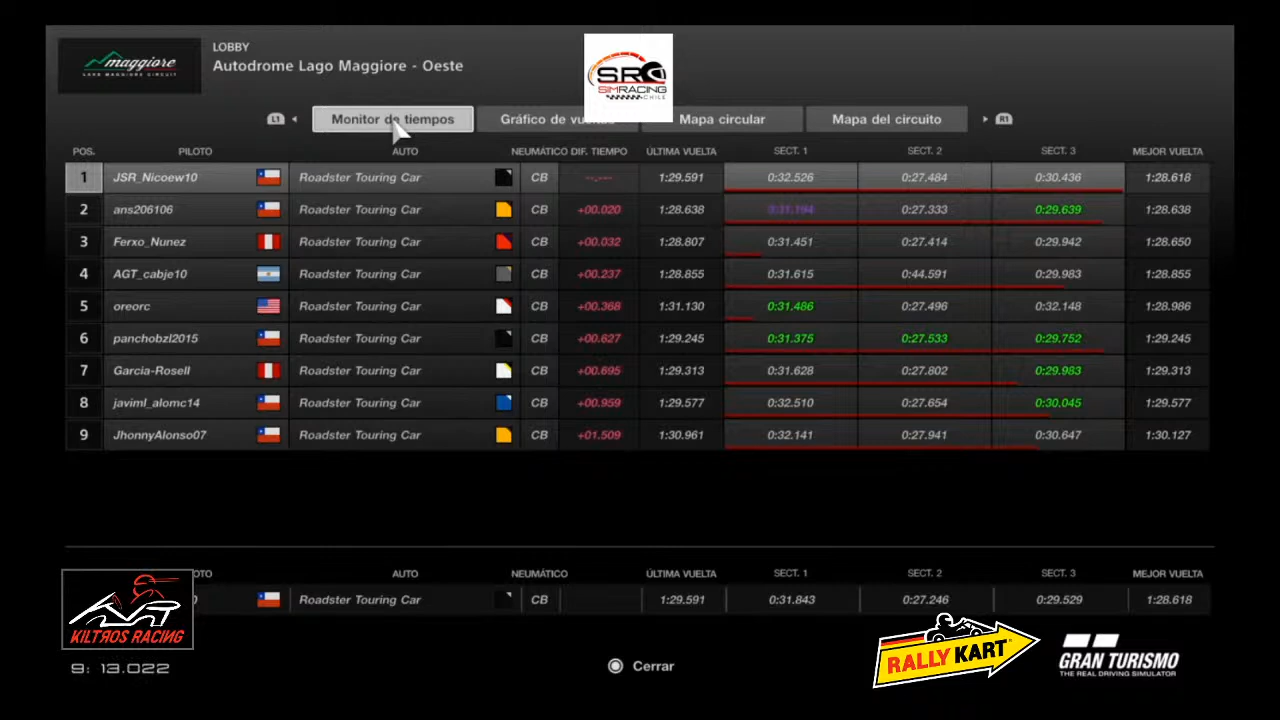 maggiore
LAKE MAGGIORE CIRCUIT
LOBBY
Autodrome Lago Maggiore - Oeste
SRC
SIMRACING
CHILE
L1 Monitor de tiempos Gráfico de Mapa circular Mapa del circuito R1
POS. PILOTO AUTO NEUMÁTICO DIF. TIEMPO ÚLTIMA VUELTA SECT. 1 SECT. 2 SECT. 3 MEJOR VUELTA
1 JSR_Nicoew10 Roadster Touring Car CB --.--- 1:29.591 0:32.526 0:27.484 0:30.436 1:28.618
2 ans206106 Roadster Touring Car CB +00.020 1:28.638 0:31.194 0:27.333 0:29.639 1:28.638
3 Ferxo_Nunez Roadster Touring Car CB +00.032 1:28.807 0:31.451 0:27.414 0:29.942 1:28.650
4 AGT_cabje10 Roadster Touring Car CB +00.237 1:28.855 0:31.615 0:44.591 0:29.983 1:28.855
5 oreorc Roadster Touring Car CB +00.368 1:31.130 0:31.486 0:27.496 0:32.148 1:28.986
6 panchobzl2015 Roadster Touring Car CB +00.627 1:29.245 0:31.375 0:27.533 0:29.752 1:29.245
7 Garcia-Rosell Roadster Touring Car CB +00.695 1:29.313 0:31.628 0:27.802 0:29.983 1:29.313
8 javiml_alomc14 Roadster Touring Car CB +00.959 1:29.577 0:32.510 0:27.654 0:30.045 1:29.577
9 JhonnyAlonso07 Roadster Touring Car CB +01.509 1:30.961 0:32.141 0:27.941 0:30.647 1:30.127
OTO AUTO NEUMÁTICO ÚLTIMA VUELTA SECT. 1 SECT. 2 SECT. 3 MEJOR VUELTA
0 Roadster Touring Car CB 1:29.591 0:31.843 0:27.246 0:29.529 1:28.618
KRT
KILTROS RACING
9: 13.022
Cerrar
RALLY KART
GRAN TURISMO
THE REAL DRIVING SIMULATOR